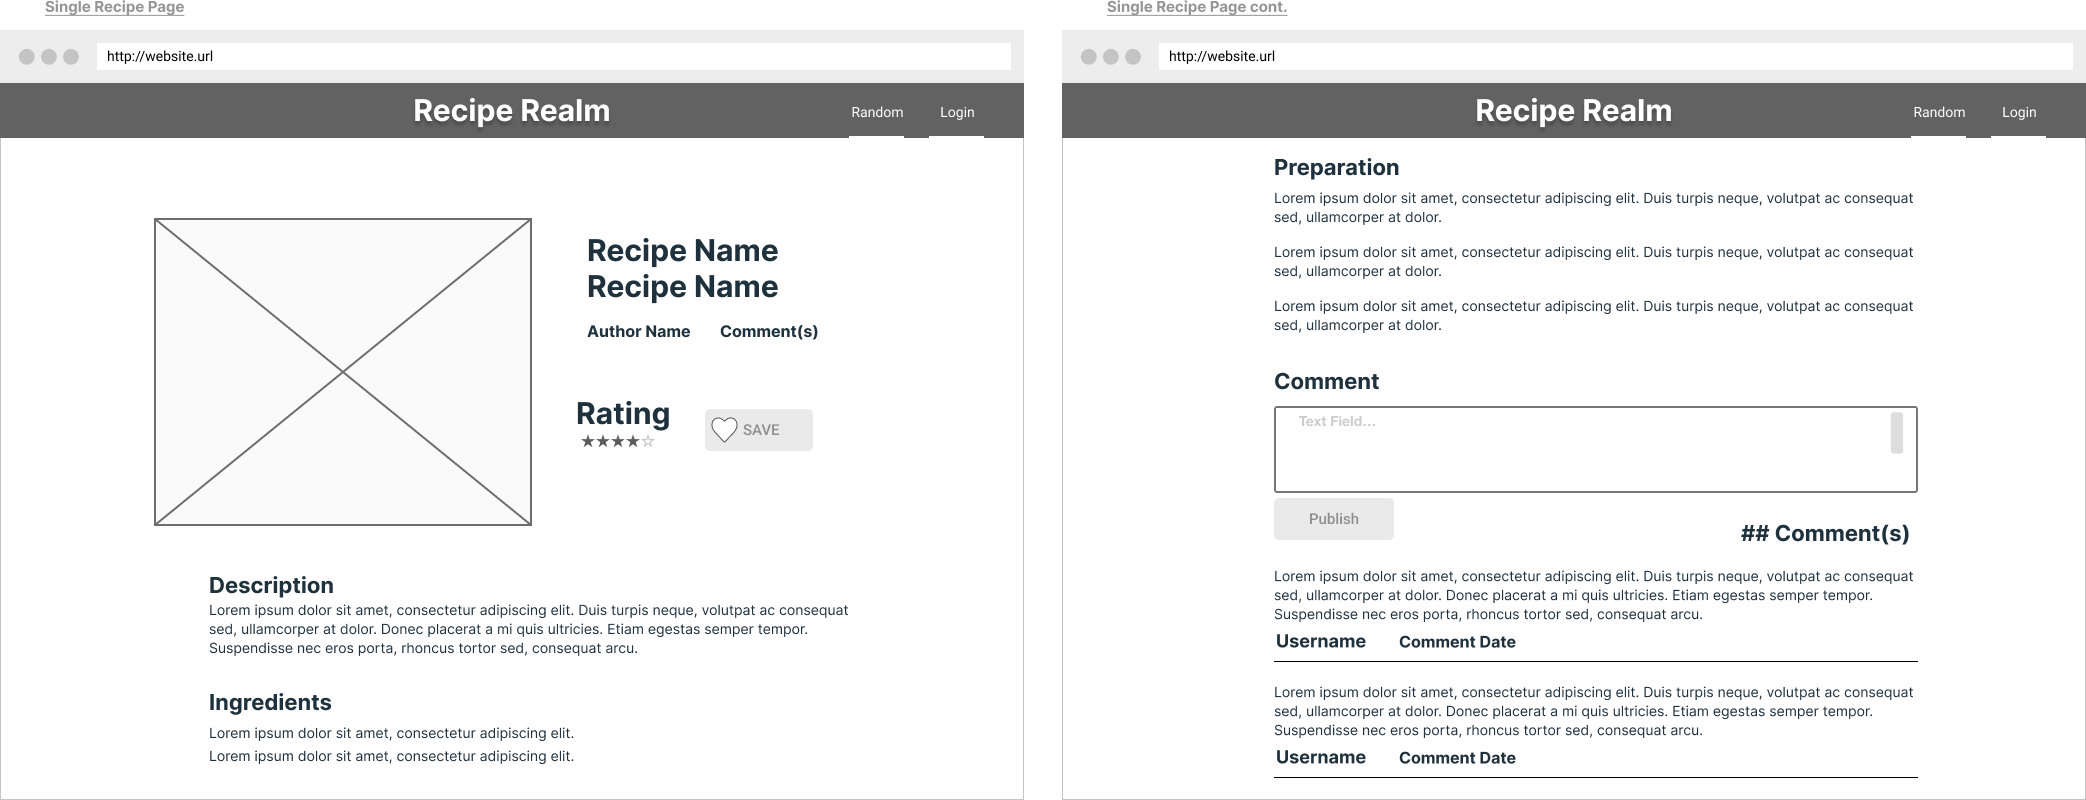 Single Recipe Page
http://website.url
Recipe Realm
Random
Login
Recipe Name
Recipe Name
Author Name
Comment(s)
Rating
★★★★☆
SAVE
Description
Lorem ipsum dolor sit amet, consectetur adipiscing elit. Duis turpis neque, volutpat ac consequat
sed, ullamcorper at dolor. Donec placerat a mi quis ultricies. Etiam egestas semper tempor.
Suspendisse nec eros porta, rhoncus tortor sed, consequat arcu.
Ingredients
Lorem ipsum dolor sit amet, consectetur adipiscing elit.
Lorem ipsum dolor sit amet, consectetur adipiscing elit.
Single Recipe Page cont.
http://website.url
Recipe Realm
Random
Login
Preparation
Lorem ipsum dolor sit amet, consectetur adipiscing elit. Duis turpis neque, volutpat ac consequat
sed, ullamcorper at dolor.
Lorem ipsum dolor sit amet, consectetur adipiscing elit. Duis turpis neque, volutpat ac consequat
sed, ullamcorper at dolor.
Lorem ipsum dolor sit amet, consectetur adipiscing elit. Duis turpis neque, volutpat ac consequat
sed, ullamcorper at dolor.
Comment
Text Field...
Publish
## Comment(s)
Lorem ipsum dolor sit amet, consectetur adipiscing elit. Duis turpis neque, volutpat ac consequat
sed, ullamcorper at dolor. Donec placerat a mi quis ultricies. Etiam egestas semper tempor.
Suspendisse nec eros porta, rhoncus tortor sed, consequat arcu.
Username
Comment Date
Lorem ipsum dolor sit amet, consectetur adipiscing elit. Duis turpis neque, volutpat ac consequat
sed, ullamcorper at dolor. Donec placerat a mi quis ultricies. Etiam egestas semper tempor.
Suspendisse nec eros porta, rhoncus tortor sed, consequat arcu.
Username
Comment Date